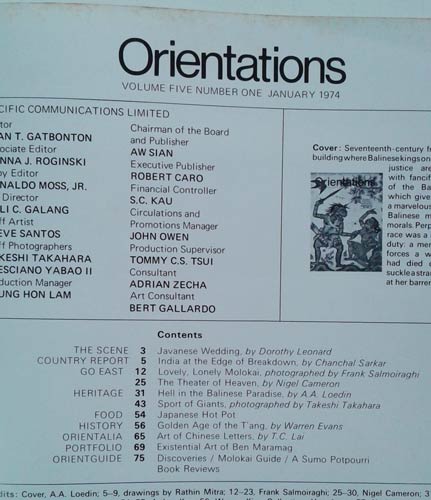 Orientations
VOLUME FIVE NUMBER ONE JANUARY 1974
CIFIC COMMUNICATIONS LIMITED
AN T. GATBONTON
NNA J. ROGINSKI
NALDO MOSS, JR.
Director
LI C. GALANG
ff Artist
EVE SANTOS
ff Photographers
KESHI TAKAHARA
ESCIANO YABAO II
duction Manager
UNG HON LAM
Chairman of the Board
and Publisher
AW SIAN
Executive Publisher
ROBERT CARO
Financial Controller
S.C. KAU
Circulations and
Promotions Manager
JOHN OWEN
Production Supervisor
TOMMY C.S. TSUI
Consultant
ADRIAN ZECHA
Art Consultant
BERT GALLARDO
Cover: Seventeenth-century f
building where Balinese kings on
justice are
with fancif
of the Ba
which give
a marvelous
Balinese m
morals. Perp
race was a
duty: a mer
forces a w
had died
suckle a stra
at her barren
Orientations
Contents
THE SCENE 3 Javanese Wedding, by Dorothy Leonard
COUNTRY REPORT 5 India at the Edge of Breakdown, by Chanchal Sarkar
GO EAST 12 Lovely, Lonely Molokai, photographed by Frank Salmoiraghi
25 The Theater of Heaven, by Nigel Cameron
HERITAGE 31 Hell in the Balinese Paradise, by A.A. Loedin
43 Sport of Giants, photographed by Takeshi Takahara
FOOD 54 Japanese Hot Pot
HISTORY 56 Golden Age of the T'ang, by Warren Evans
ORIENTALIA 65 Art of Chinese Letters, by T.C. Lai
PORTFOLIO 69 Existential Art of Ben Maramag
ORIENTGUIDE 75 Discoveries / Molokai Guide / A Sumo Potpourri
Book Reviews
dits: Cover, A.A. Loedin; 5–9, drawings by Rathin Mitra; 12–23, Frank Salmoiraghi; 25–30, Nigel Cameron; 3